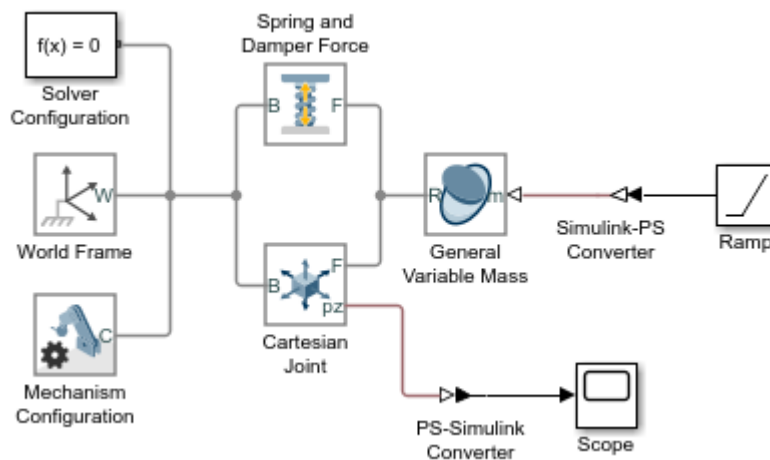 Spring and
Damper Force
f(x) = 0
Solver
Configuration
B
F
W
World Frame
R
m
General
Variable Mass
Simulink-PS
Converter
Ramp
B
F
pz
Cartesian
Joint
C
Mechanism
Configuration
PS-Simulink
Converter
Scope